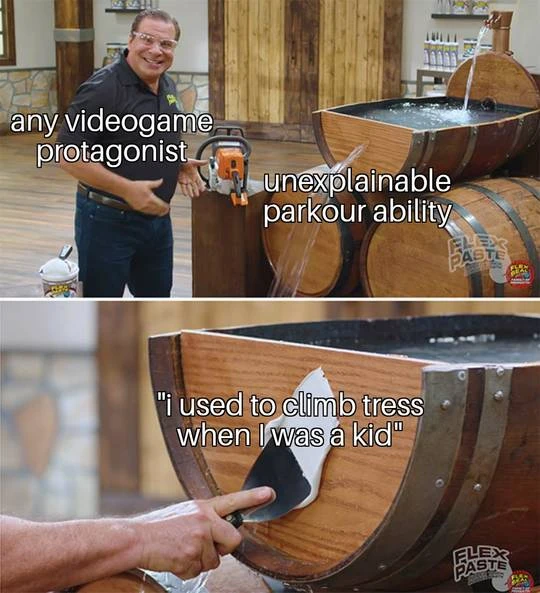 any videogame
protagonist
unexplainable
parkour ability
FLEX
PASTE
"i used to climb tress
when I was a kid"
FLEX
PASTE